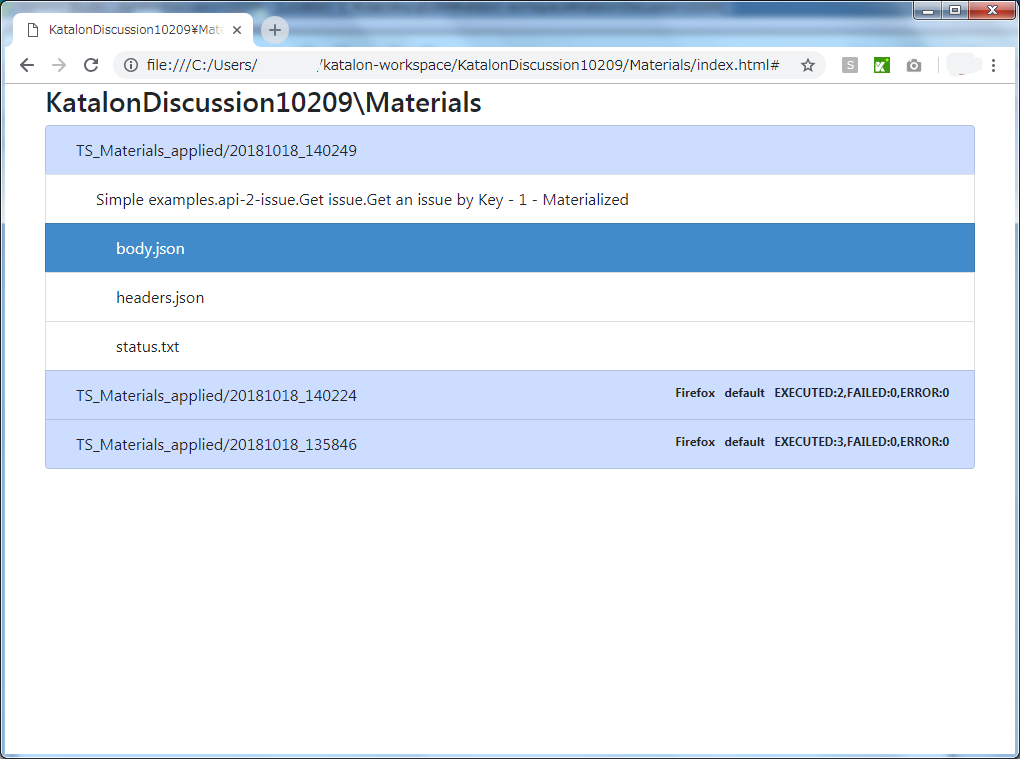 KatalonDiscussion10209¥Mate
file:///C:/Users/ /katalon-workspace/KatalonDiscussion10209/Materials/index.html#
KatalonDiscussion10209\Materials
TS_Materials_applied/20181018_140249
Simple examples.api-2-issue.Get issue.Get an issue by Key - 1 - Materialized
body.json
headers.json
status.txt
TS_Materials_applied/20181018_140224 Firefox default EXECUTED:2,FAILED:0,ERROR:0
TS_Materials_applied/20181018_135846 Firefox default EXECUTED:3,FAILED:0,ERROR:0